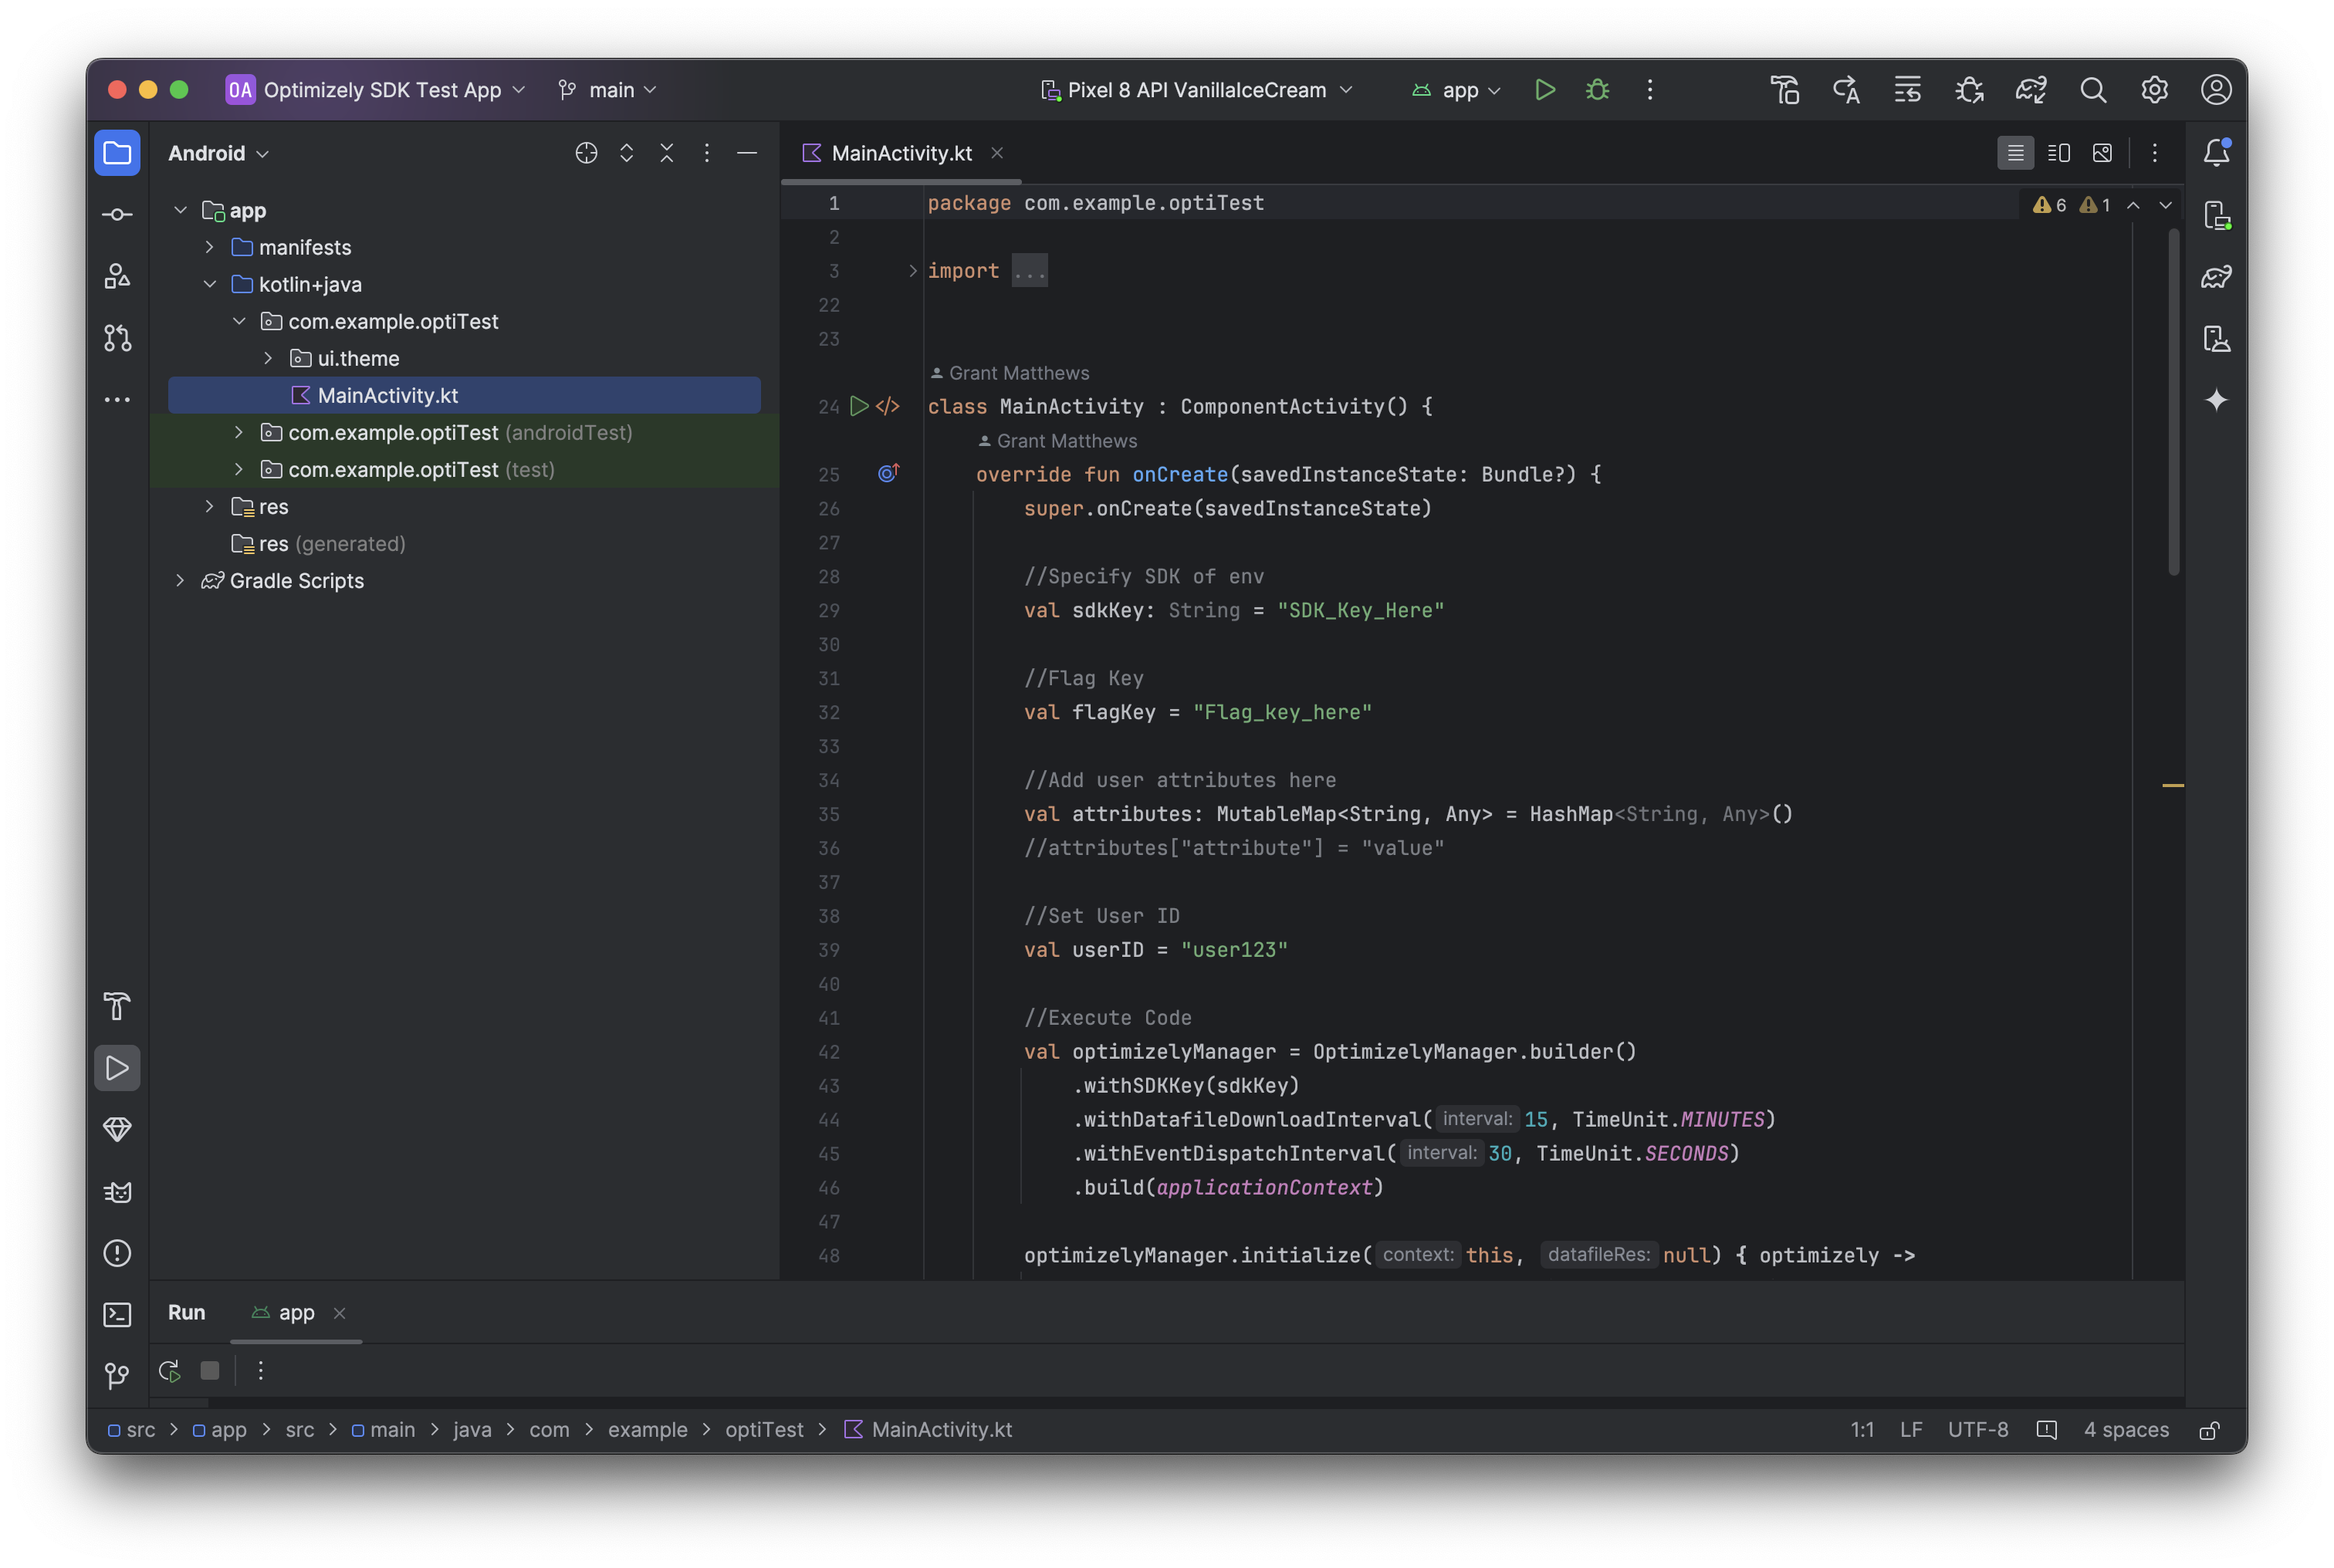 OA Optimizely SDK Test App main Pixel 8 API VanillaIceCream app
Android
app
manifests
kotlin+java
com.example.optiTest
ui.theme
MainActivity.kt
com.example.optiTest (androidTest)
com.example.optiTest (test)
res
res (generated)
Gradle Scripts
MainActivity.kt
6 1
1 package com.example.optiTest
2
3 import ...
22
23
Grant Matthews
24 </> class MainActivity : ComponentActivity() {
Grant Matthews
25 override fun onCreate(savedInstanceState: Bundle?) {
26 super.onCreate(savedInstanceState)
27
28 //Specify SDK of env
29 val sdkKey: String = "SDK_Key_Here"
30
31 //Flag Key
32 val flagKey = "Flag_key_here"
33
34 //Add user attributes here
35 val attributes: MutableMap<String, Any> = HashMap<String, Any>()
36 //attributes["attribute"] = "value"
37
38 //Set User ID
39 val userID = "user123"
40
41 //Execute Code
42 val optimizelyManager = OptimizelyManager.builder()
43 .withSDKKey(sdkKey)
44 .withDatafileDownloadInterval( interval: 15, TimeUnit.MINUTES)
45 .withEventDispatchInterval( interval: 30, TimeUnit.SECONDS)
46 .build(applicationContext)
47
48 optimizelyManager.initialize( context: this, datafileRes: null) { optimizely ->
Run app
src > app > src > main > java > com > example > optiTest > MainActivity.kt 1:1 LF UTF-8 4 spaces